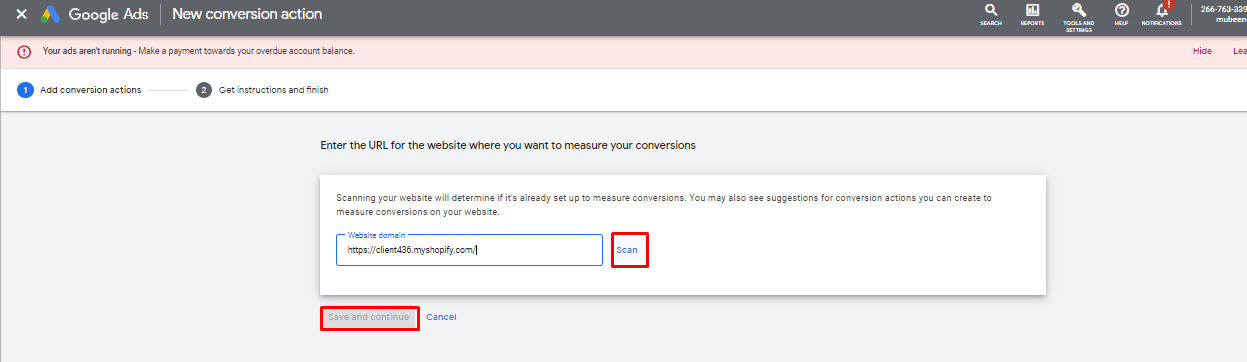 Google Ads New conversion action
SEARCH
REPORTS
TOOLS AND
SETTINGS
HELP
NOTIFICATIONS
266-763-339
mubeen
Your ads aren't running - Make a payment towards your overdue account balance.
Hide
Lea
1 Add conversion actions
2 Get instructions and finish
Enter the URL for the website where you want to measure your conversions
Scanning your website will determine if it's already set up to measure conversions. You may also see suggestions for conversion actions you can create to
measure conversions on your website.
Website domain
https://client436.myshopify.com/
Scan
Save and continue
Cancel